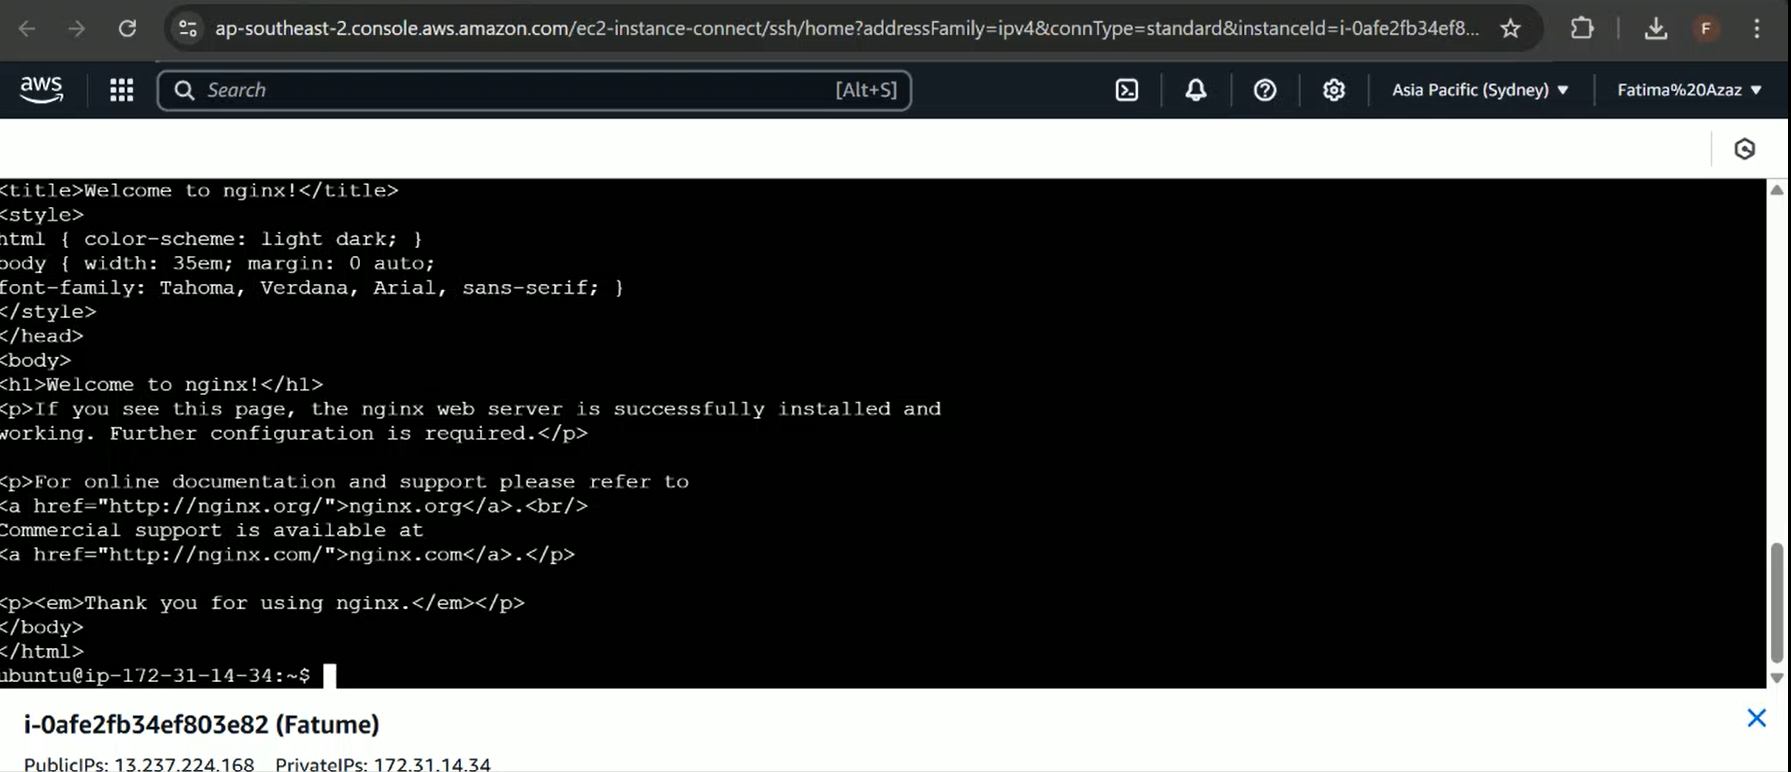 ap-southeast-2.console.aws.amazon.com/ec2-instance-connect/ssh/home?addressFamily=ipv4&connType=standard&instanceId=i-0afe2fb34ef8...
F
aws
Search
[Alt+S]
Asia Pacific (Sydney)
Fatima%20Azaz
<title>Welcome to nginx!</title>
<style>
html { color-scheme: light dark; }
body { width: 35em; margin: 0 auto;
font-family: Tahoma, Verdana, Arial, sans-serif; }
</style>
</head>
<body>
<h1>Welcome to nginx!</h1>
<p>If you see this page, the nginx web server is successfully installed and
working. Further configuration is required.</p>
<p>For online documentation and support please refer to
<a href="http://nginx.org/">nginx.org</a>.<br/>
Commercial support is available at
<a href="http://nginx.com/">nginx.com</a>.</p>
<p><em>Thank you for using nginx.</em></p>
</body>
</html>
ubuntu@ip-172-31-14-34:~$
i-0afe2fb34ef803e82 (Fatume)
PublicIPs: 13.237.224.168 PrivateIPs: 172.31.14.34